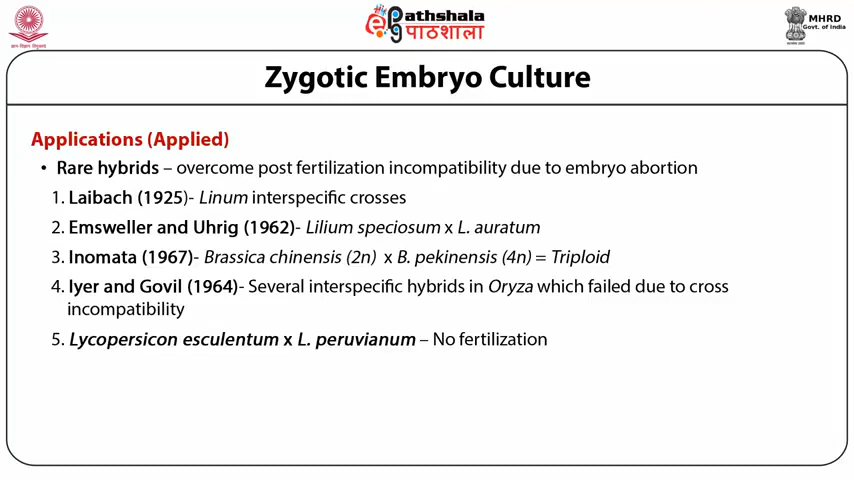 ePathshala
पाठशाला
MHRD
Govt. of India
Zygotic Embryo Culture
Applications (Applied)
• Rare hybrids – overcome post fertilization incompatibility due to embryo abortion
1. Laibach (1925)- Linum interspecific crosses
2. Emsweller and Uhrig (1962)- Lilium speciosum x L. auratum
3. Inomata (1967)- Brassica chinensis (2n) x B. pekinensis (4n) = Triploid
4. Iyer and Govil (1964)- Several interspecific hybrids in Oryza which failed due to cross
incompatibility
5. Lycopersicon esculentum x L. peruvianum – No fertilization